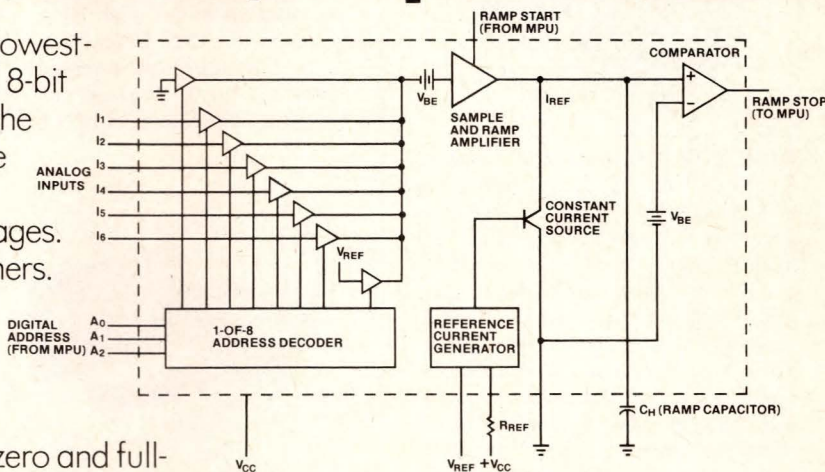 owest-
8-bit
he
e
ages.
ners.
zero and full-
RAMP START
(FROM MPU)
COMPARATOR
VBE
IREF
SAMPLE
AND RAMP
AMPLIFIER
+
−
RAMP STOP
(TO MPU)
I1
I2
I3
ANALOG
INPUTS
I4
I5
I6
VREF
CONSTANT
CURRENT
SOURCE
VBE
DIGITAL
ADDRESS
(FROM MPU)
A0
A1
A2
1-OF-8
ADDRESS DECODER
REFERENCE
CURRENT
GENERATOR
RREF
CH (RAMP CAPACITOR)
VCC
VREF +VCC